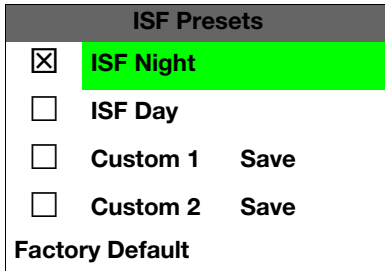 ISF Presets
ISF Night
ISF Day
Custom 1 Save
Custom 2 Save
Factory Default